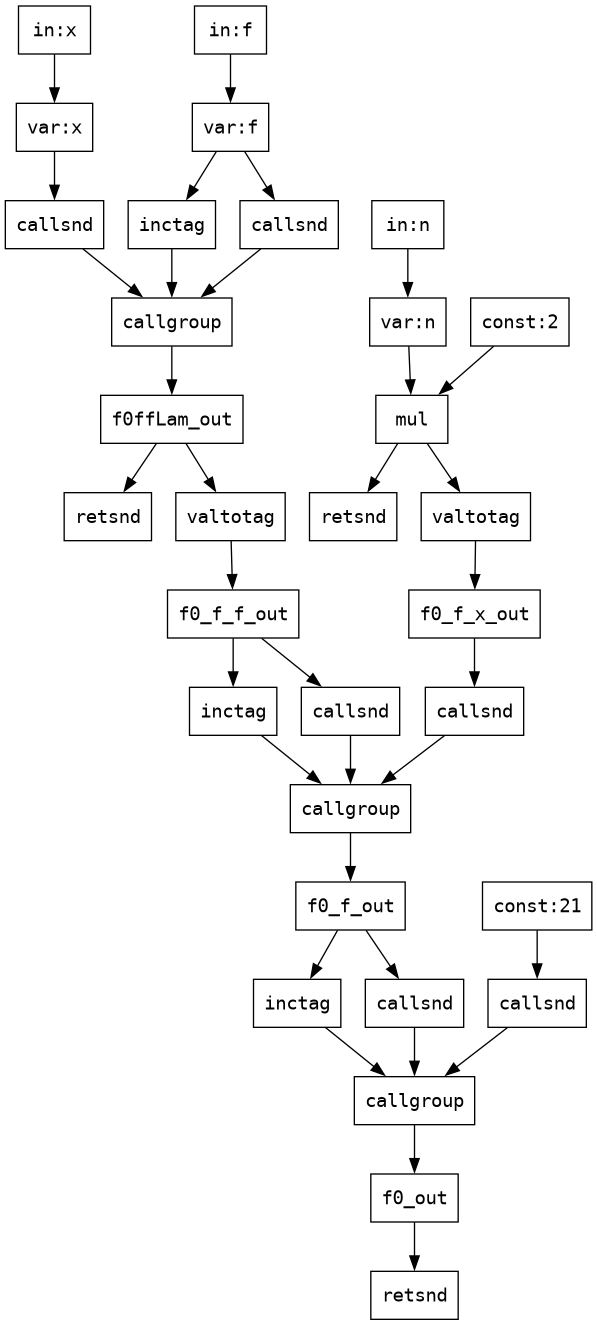 in:x
in:f
var:x
var:f
callsnd
inctag
callsnd
in:n
callgroup
var:n
const:2
f0ffLam_out
mul
retsnd
valtotag
retsnd
valtotag
f0_f_f_out
f0_f_x_out
inctag
callsnd
callsnd
callgroup
f0_f_out
const:21
inctag
callsnd
callsnd
callgroup
f0_out
retsnd